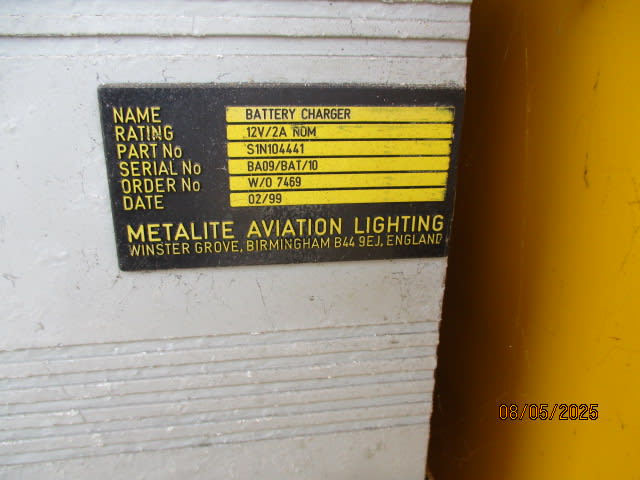 NAME BATTERY CHARGER
RATING 12V/2A NOM
PART No S1N104441
SERIAL No BA09/BAT/10
ORDER No W/O 7469
DATE 02/99
METALITE AVIATION LIGHTING
WINSTER GROVE, BIRMINGHAM B44 9EJ, ENGLAND
08/05/2025